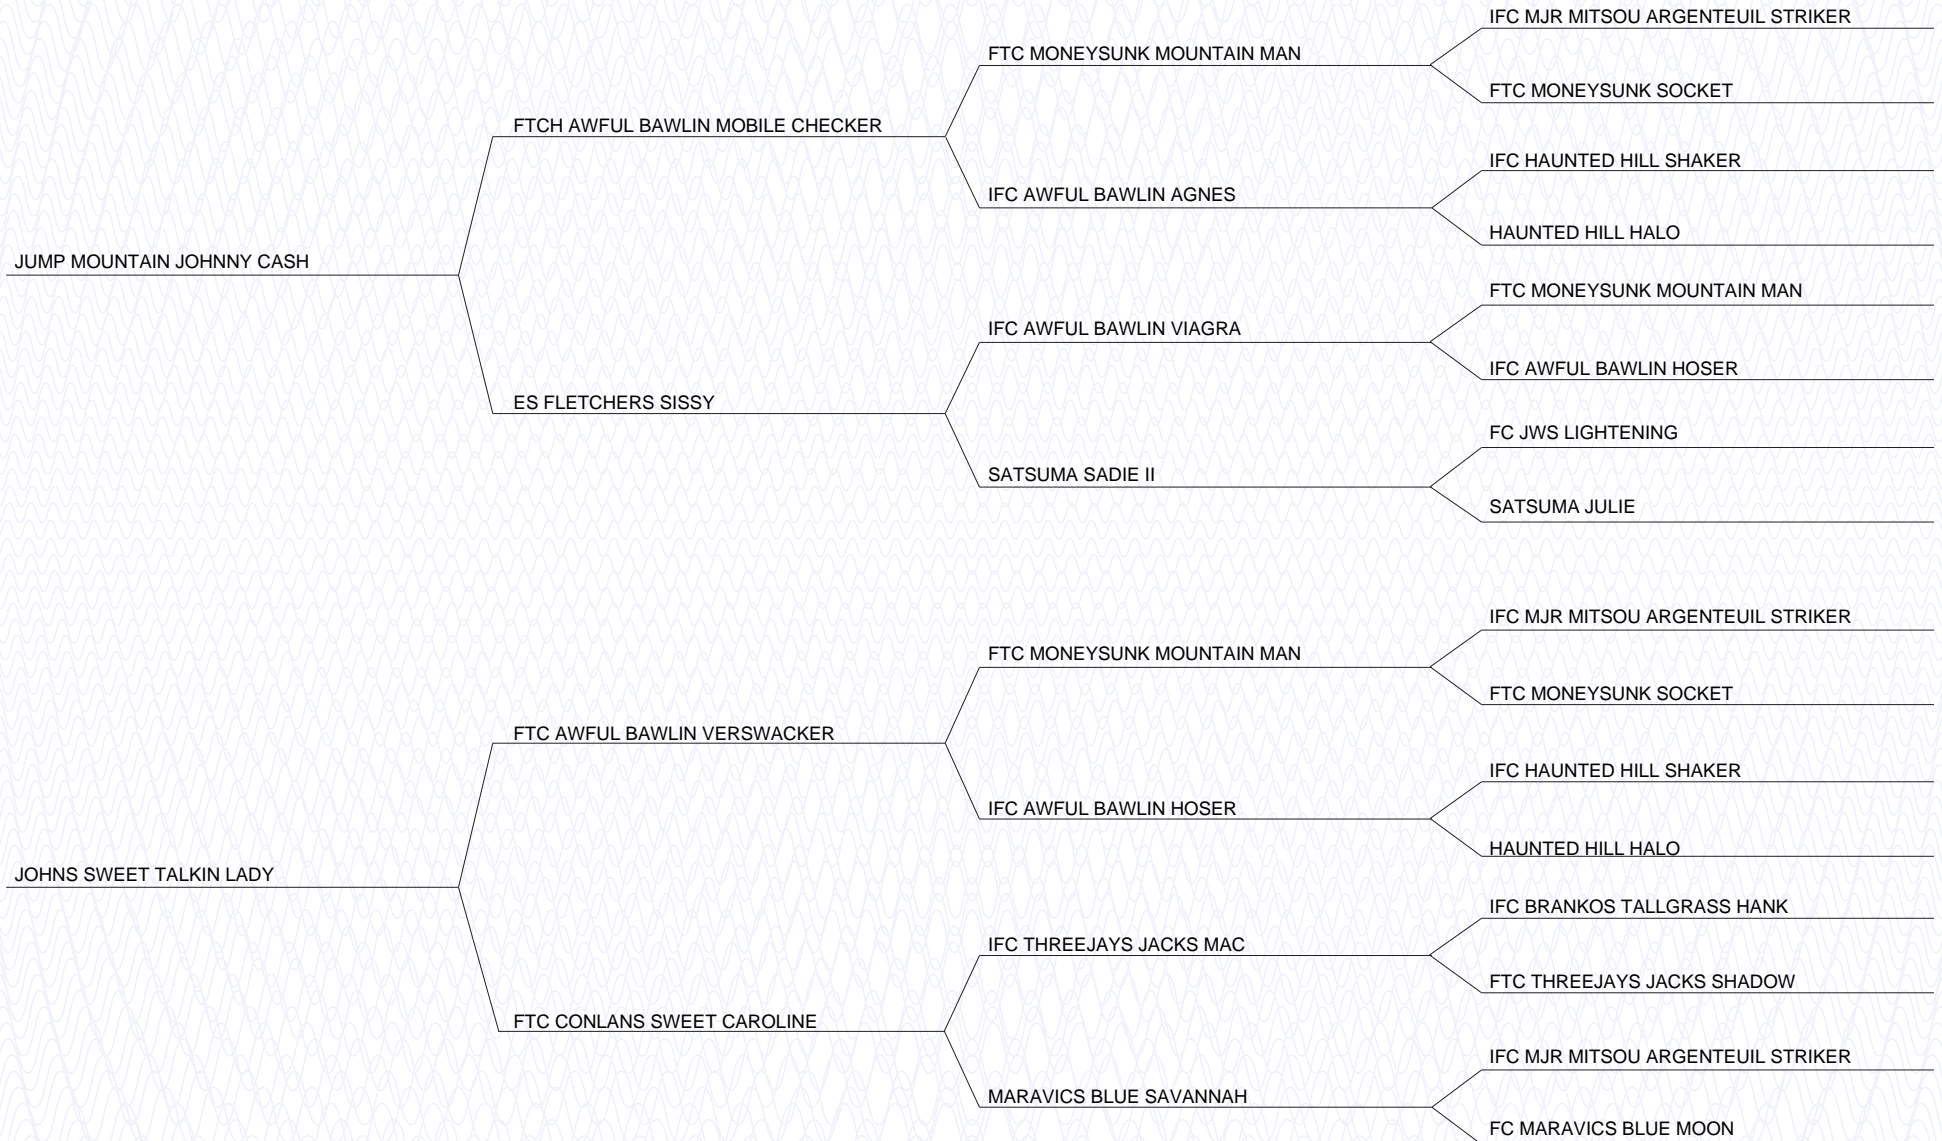 IFC MJR MITSOU ARGENTEUIL STRIKER
FTC MONEYSUNK MOUNTAIN MAN
FTC MONEYSUNK SOCKET
FTCH AWFUL BAWLIN MOBILE CHECKER
IFC HAUNTED HILL SHAKER
IFC AWFUL BAWLIN AGNES
HAUNTED HILL HALO
JUMP MOUNTAIN JOHNNY CASH
FTC MONEYSUNK MOUNTAIN MAN
IFC AWFUL BAWLIN VIAGRA
IFC AWFUL BAWLIN HOSER
ES FLETCHERS SISSY
FC JWS LIGHTENING
SATSUMA SADIE II
SATSUMA JULIE
IFC MJR MITSOU ARGENTEUIL STRIKER
FTC MONEYSUNK MOUNTAIN MAN
FTC MONEYSUNK SOCKET
FTC AWFUL BAWLIN VERSWACKER
IFC HAUNTED HILL SHAKER
IFC AWFUL BAWLIN HOSER
HAUNTED HILL HALO
JOHNS SWEET TALKIN LADY
IFC BRANKOS TALLGRASS HANK
IFC THREEJAYS JACKS MAC
FTC THREEJAYS JACKS SHADOW
FTC CONLANS SWEET CAROLINE
IFC MJR MITSOU ARGENTEUIL STRIKER
MARAVICS BLUE SAVANNAH
FC MARAVICS BLUE MOON